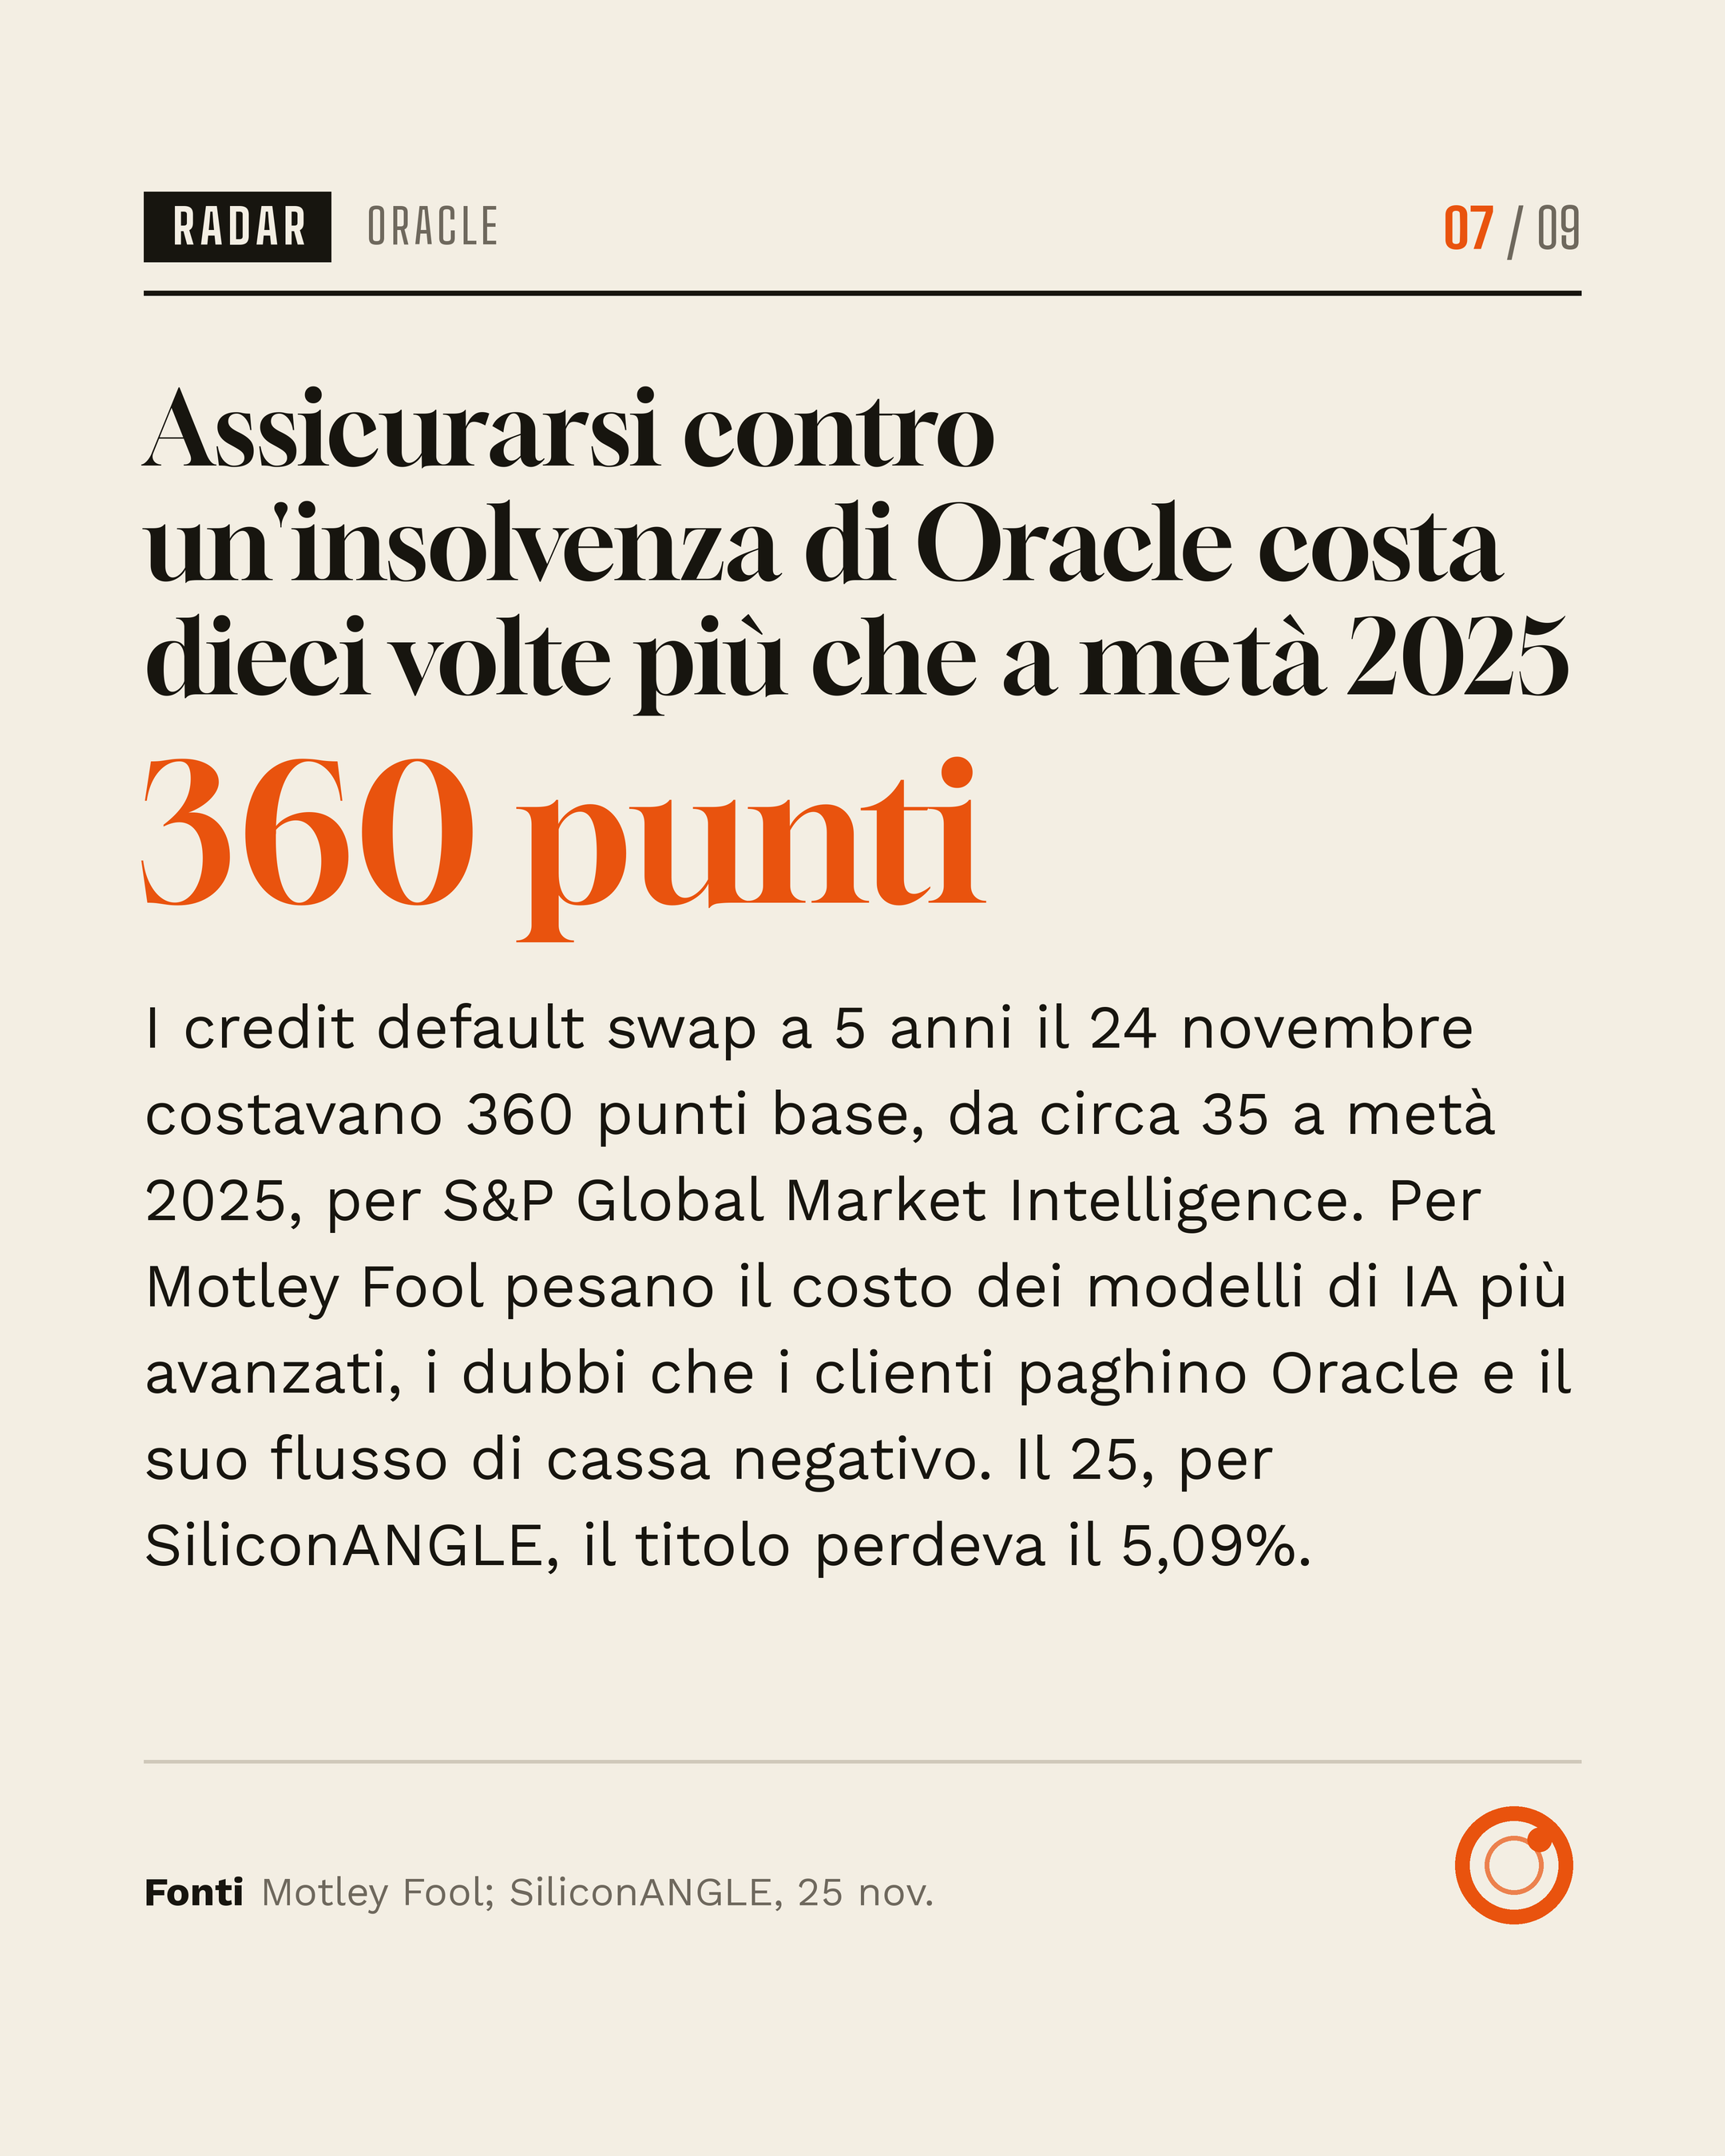 RADAR ORACLE 07 / 09
Assicurarsi contro
un'insolvenza di Oracle costa
dieci volte più che a metà 2025
360 punti
I credit default swap a 5 anni il 24 novembre
costavano 360 punti base, da circa 35 a metà
2025, per S&P Global Market Intelligence. Per
Motley Fool pesano il costo dei modelli di IA più
avanzati, i dubbi che i clienti paghino Oracle e il
suo flusso di cassa negativo. Il 25, per
SiliconANGLE, il titolo perdeva il 5,09%.
Fonti Motley Fool; SiliconANGLE, 25 nov.